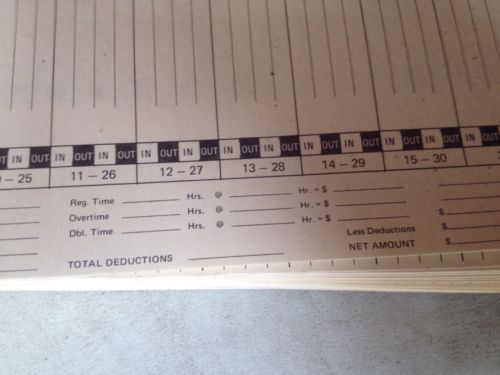 OUT IN OUT IN OUT IN OUT IN OUT IN OUT IN OUT IN OUT IN OUT IN OUT IN OUT IN OUT IN
– 25 11 – 26 12 – 27 13 – 28 14 – 29 15 – 30
Reg. Time Hrs. @ Hr. = $
Overtime Hrs. @ Hr. = $
Dbl. Time Hrs. @ Hr. = $
Less Deductions $
NET AMOUNT $
TOTAL DEDUCTIONS